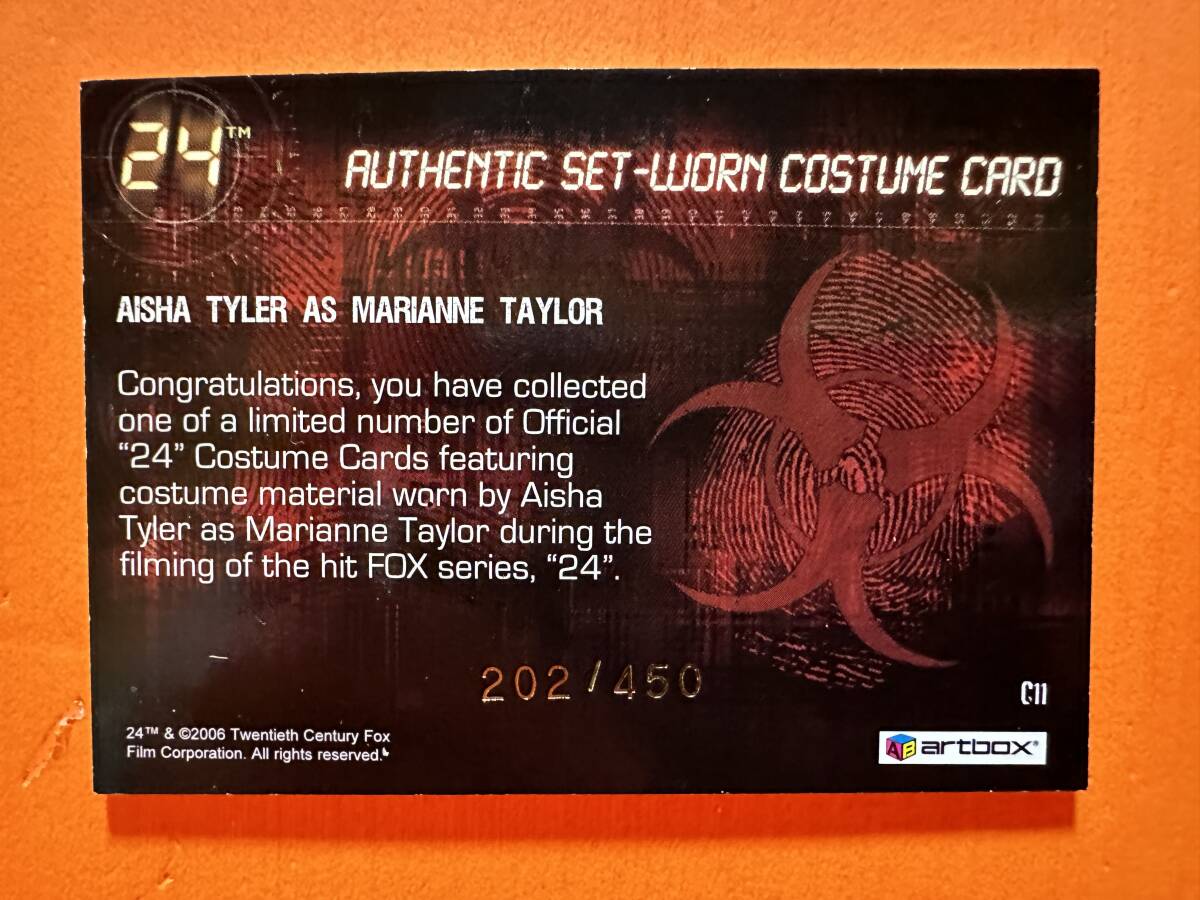 24™
AUTHENTIC SET-WORN COSTUME CARD
AISHA TYLER AS MARIANNE TAYLOR
Congratulations, you have collected
one of a limited number of Official
“24” Costume Cards featuring
costume material worn by Aisha
Tyler as Marianne Taylor during the
filming of the hit FOX series, “24”.
202/450
C11
24™ & ©2006 Twentieth Century Fox
Film Corporation. All rights reserved.
AB artbox®